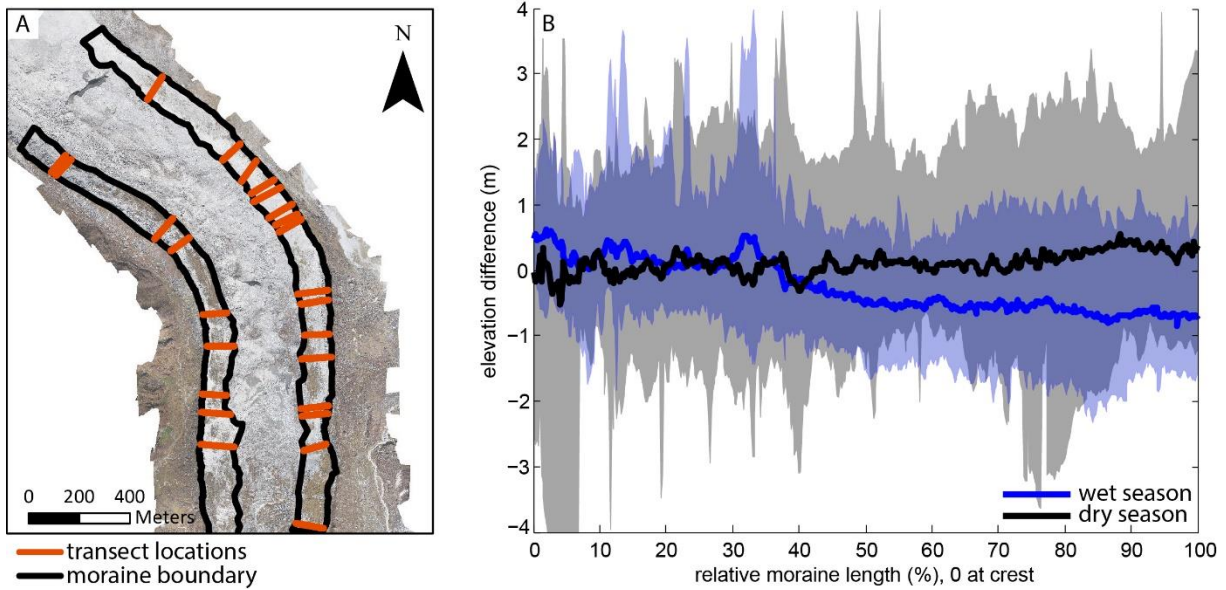 A
N
0 200 400
Meters
transect locations
moraine boundary
B
elevation difference (m)
4
3
2
1
0
−1
−2
−3
−4
wet season
dry season
0 10 20 30 40 50 60 70 80 90 100
relative moraine length (%), 0 at crest